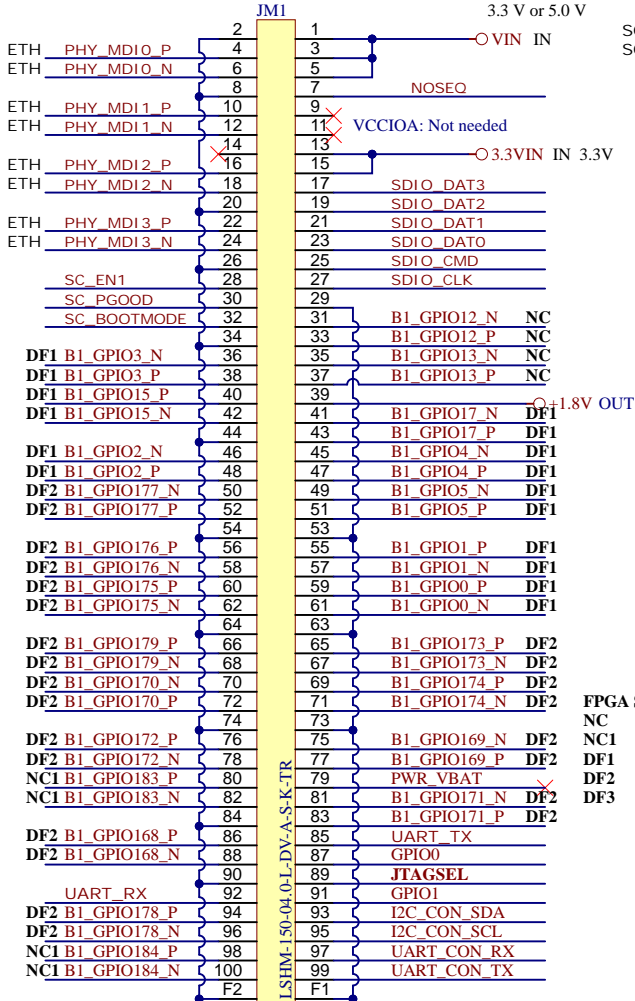 JM1 3.3 V or 5.0 V
2 1 VIN IN
ETH PHY_MDI0_P 4 3
ETH PHY_MDI0_N 6 5
8 7 NOSEQ
ETH PHY_MDI1_P 10 9
ETH PHY_MDI1_N 12 11 VCCIOA: Not needed
14 13 3.3VIN IN 3.3V
ETH PHY_MDI2_P 16 15
ETH PHY_MDI2_N 18 17 SDIO_DAT3
20 19 SDIO_DAT2
ETH PHY_MDI3_P 22 21 SDIO_DAT1
ETH PHY_MDI3_N 24 23 SDIO_DAT0
26 25 SDIO_CMD
SC_EN1 28 27 SDIO_CLK
SC_PGOOD 30 29
SC_BOOTMODE 32 31 B1_GPIO12_N NC
34 33 B1_GPIO12_P NC
DF1 B1_GPIO3_N 36 35 B1_GPIO13_N NC
DF1 B1_GPIO3_P 38 37 B1_GPIO13_P NC
DF1 B1_GPIO15_P 40 39 +1.8V OUT
DF1 B1_GPIO15_N 42 41 B1_GPIO17_N DF1
44 43 B1_GPIO17_P DF1
DF1 B1_GPIO2_N 46 45 B1_GPIO4_N DF1
DF1 B1_GPIO2_P 48 47 B1_GPIO4_P DF1
DF2 B1_GPIO177_N 50 49 B1_GPIO5_N DF1
DF2 B1_GPIO177_P 52 51 B1_GPIO5_P DF1
54 53
DF2 B1_GPIO176_P 56 55 B1_GPIO1_P DF1
DF2 B1_GPIO176_N 58 57 B1_GPIO1_N DF1
DF2 B1_GPIO175_P 60 59 B1_GPIO0_P DF1
DF2 B1_GPIO175_N 62 61 B1_GPIO0_N DF1
64 63
DF2 B1_GPIO179_P 66 65 B1_GPIO173_P DF2
DF2 B1_GPIO179_N 68 67 B1_GPIO173_N DF2
DF2 B1_GPIO170_N 70 69 B1_GPIO174_P DF2
DF2 B1_GPIO170_P 72 71 B1_GPIO174_N DF2 FPGA
74 73 NC
DF2 B1_GPIO172_P 76 75 B1_GPIO169_N DF2 NC1
DF2 B1_GPIO172_N 78 77 B1_GPIO169_P DF2 DF1
NC1 B1_GPIO183_P 80 79 PWR_VBAT DF2
NC1 B1_GPIO183_N 82 81 B1_GPIO171_N DF2 DF3
84 83 B1_GPIO171_P DF2
DF2 B1_GPIO168_P 86 85 UART_TX
DF2 B1_GPIO168_N 88 87 GPIO0
90 89 JTAGSEL
UART_RX 92 91 GPIO1
DF2 B1_GPIO178_P 94 93 I2C_CON_SDA
DF2 B1_GPIO178_N 96 95 I2C_CON_SCL
NC1 B1_GPIO184_P 98 97 UART_CON_RX
NC1 B1_GPIO184_N 100 99 UART_CON_TX
F2 F1
LSHM-150-04.0-L-DV-A-S-K-TR